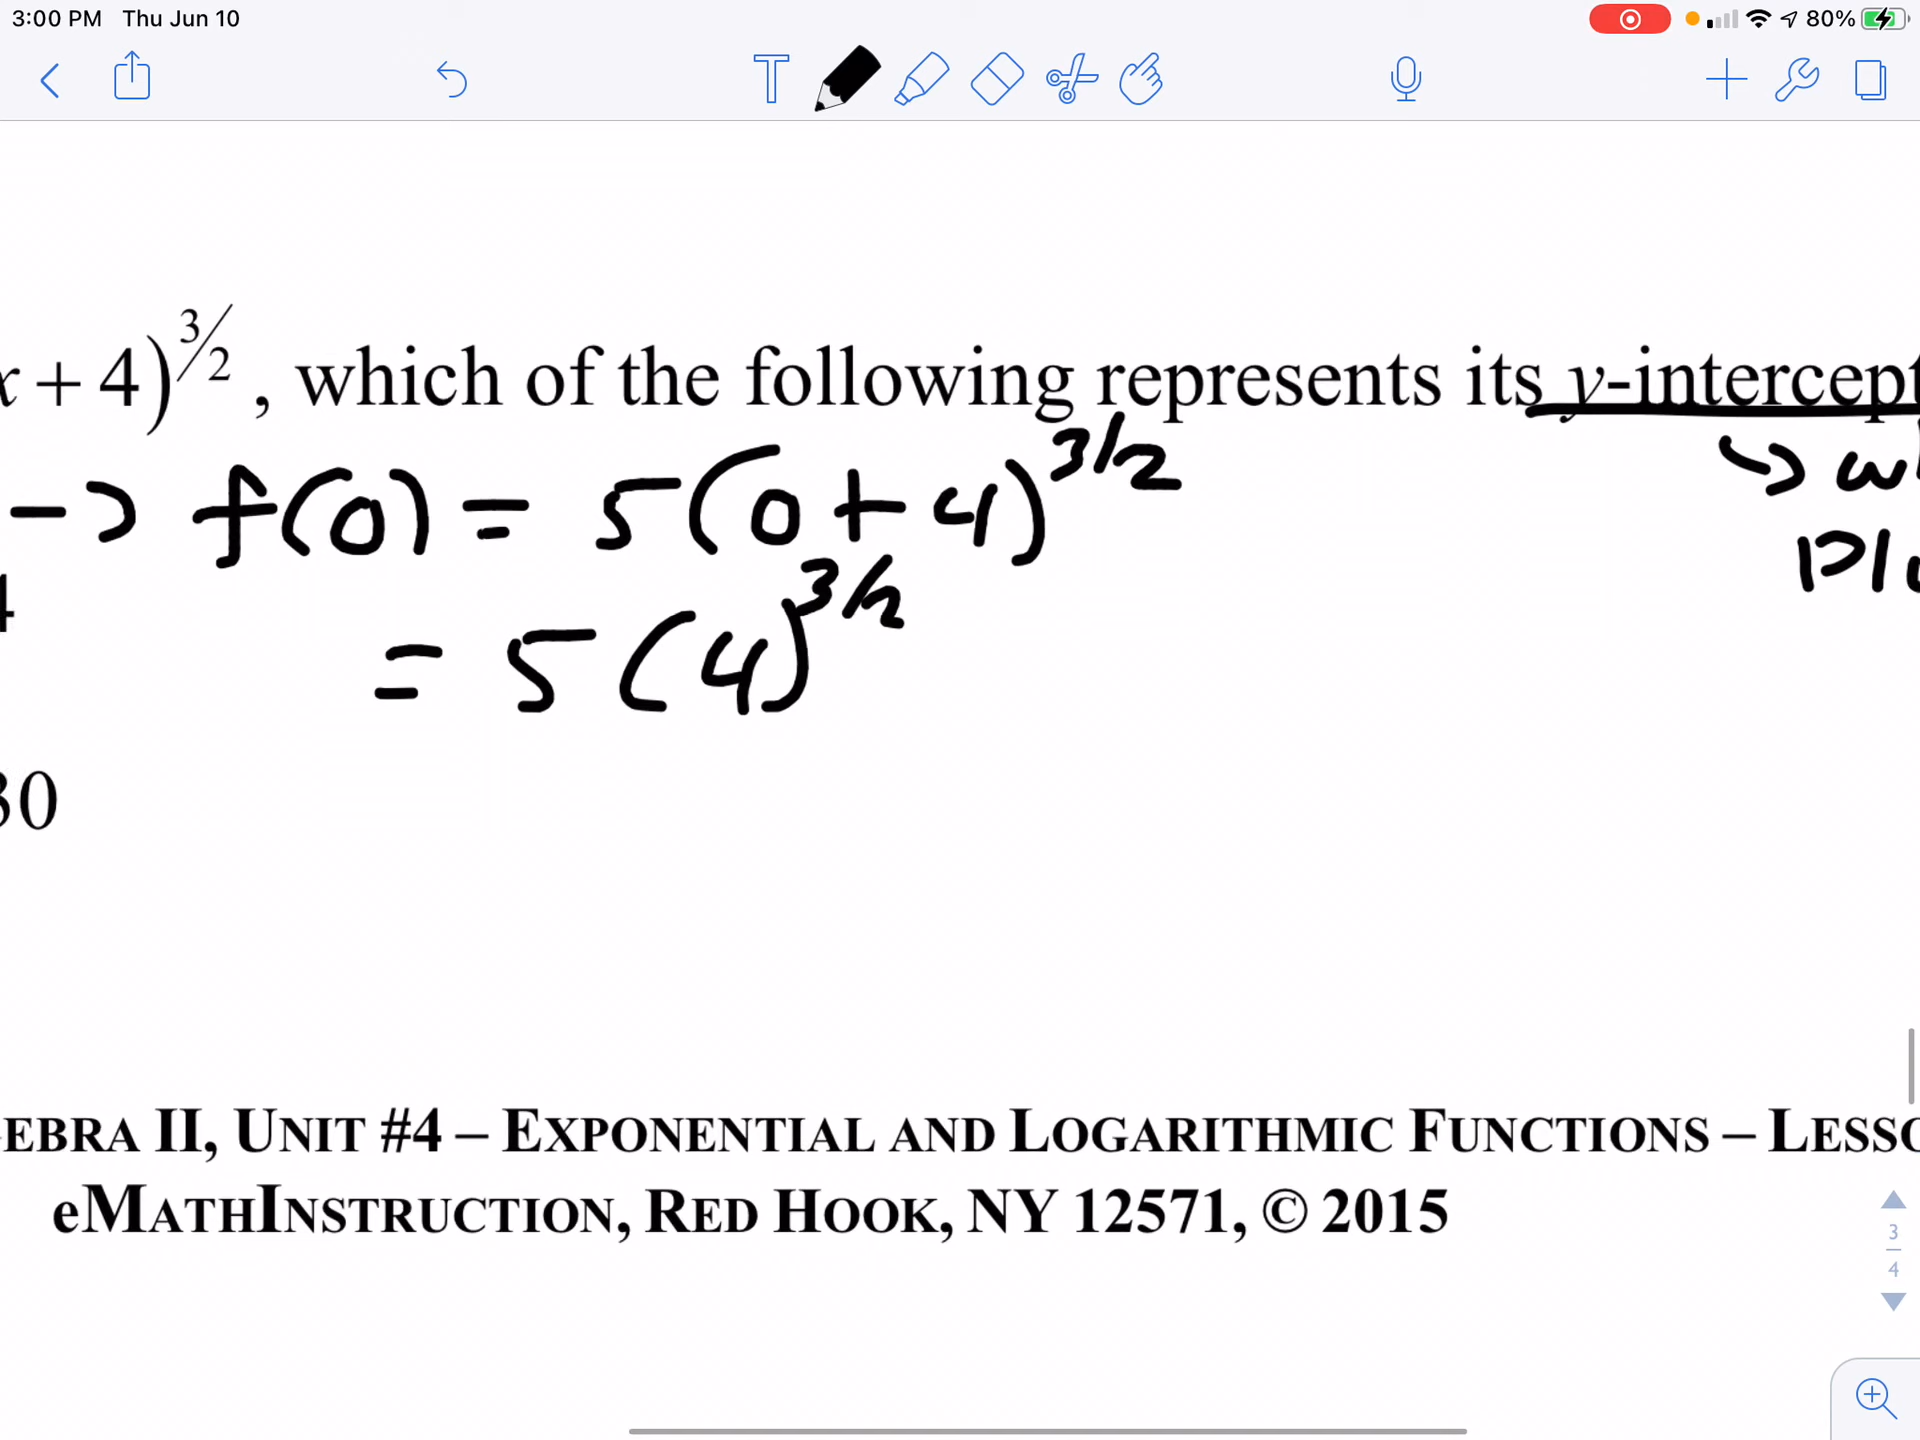 3:00 PM Thu Jun 10
80%
x + 4)^{3/2}, which of the following represents its y-intercept
→ f(0) = 5(0+4)^{3/2}
= 5(4)^{3/2}
30
EBRA II, UNIT #4 – EXPONENTIAL AND LOGARITHMIC FUNCTIONS – LESSO
eMATHINSTRUCTION, RED HOOK, NY 12571, © 2015
3
4